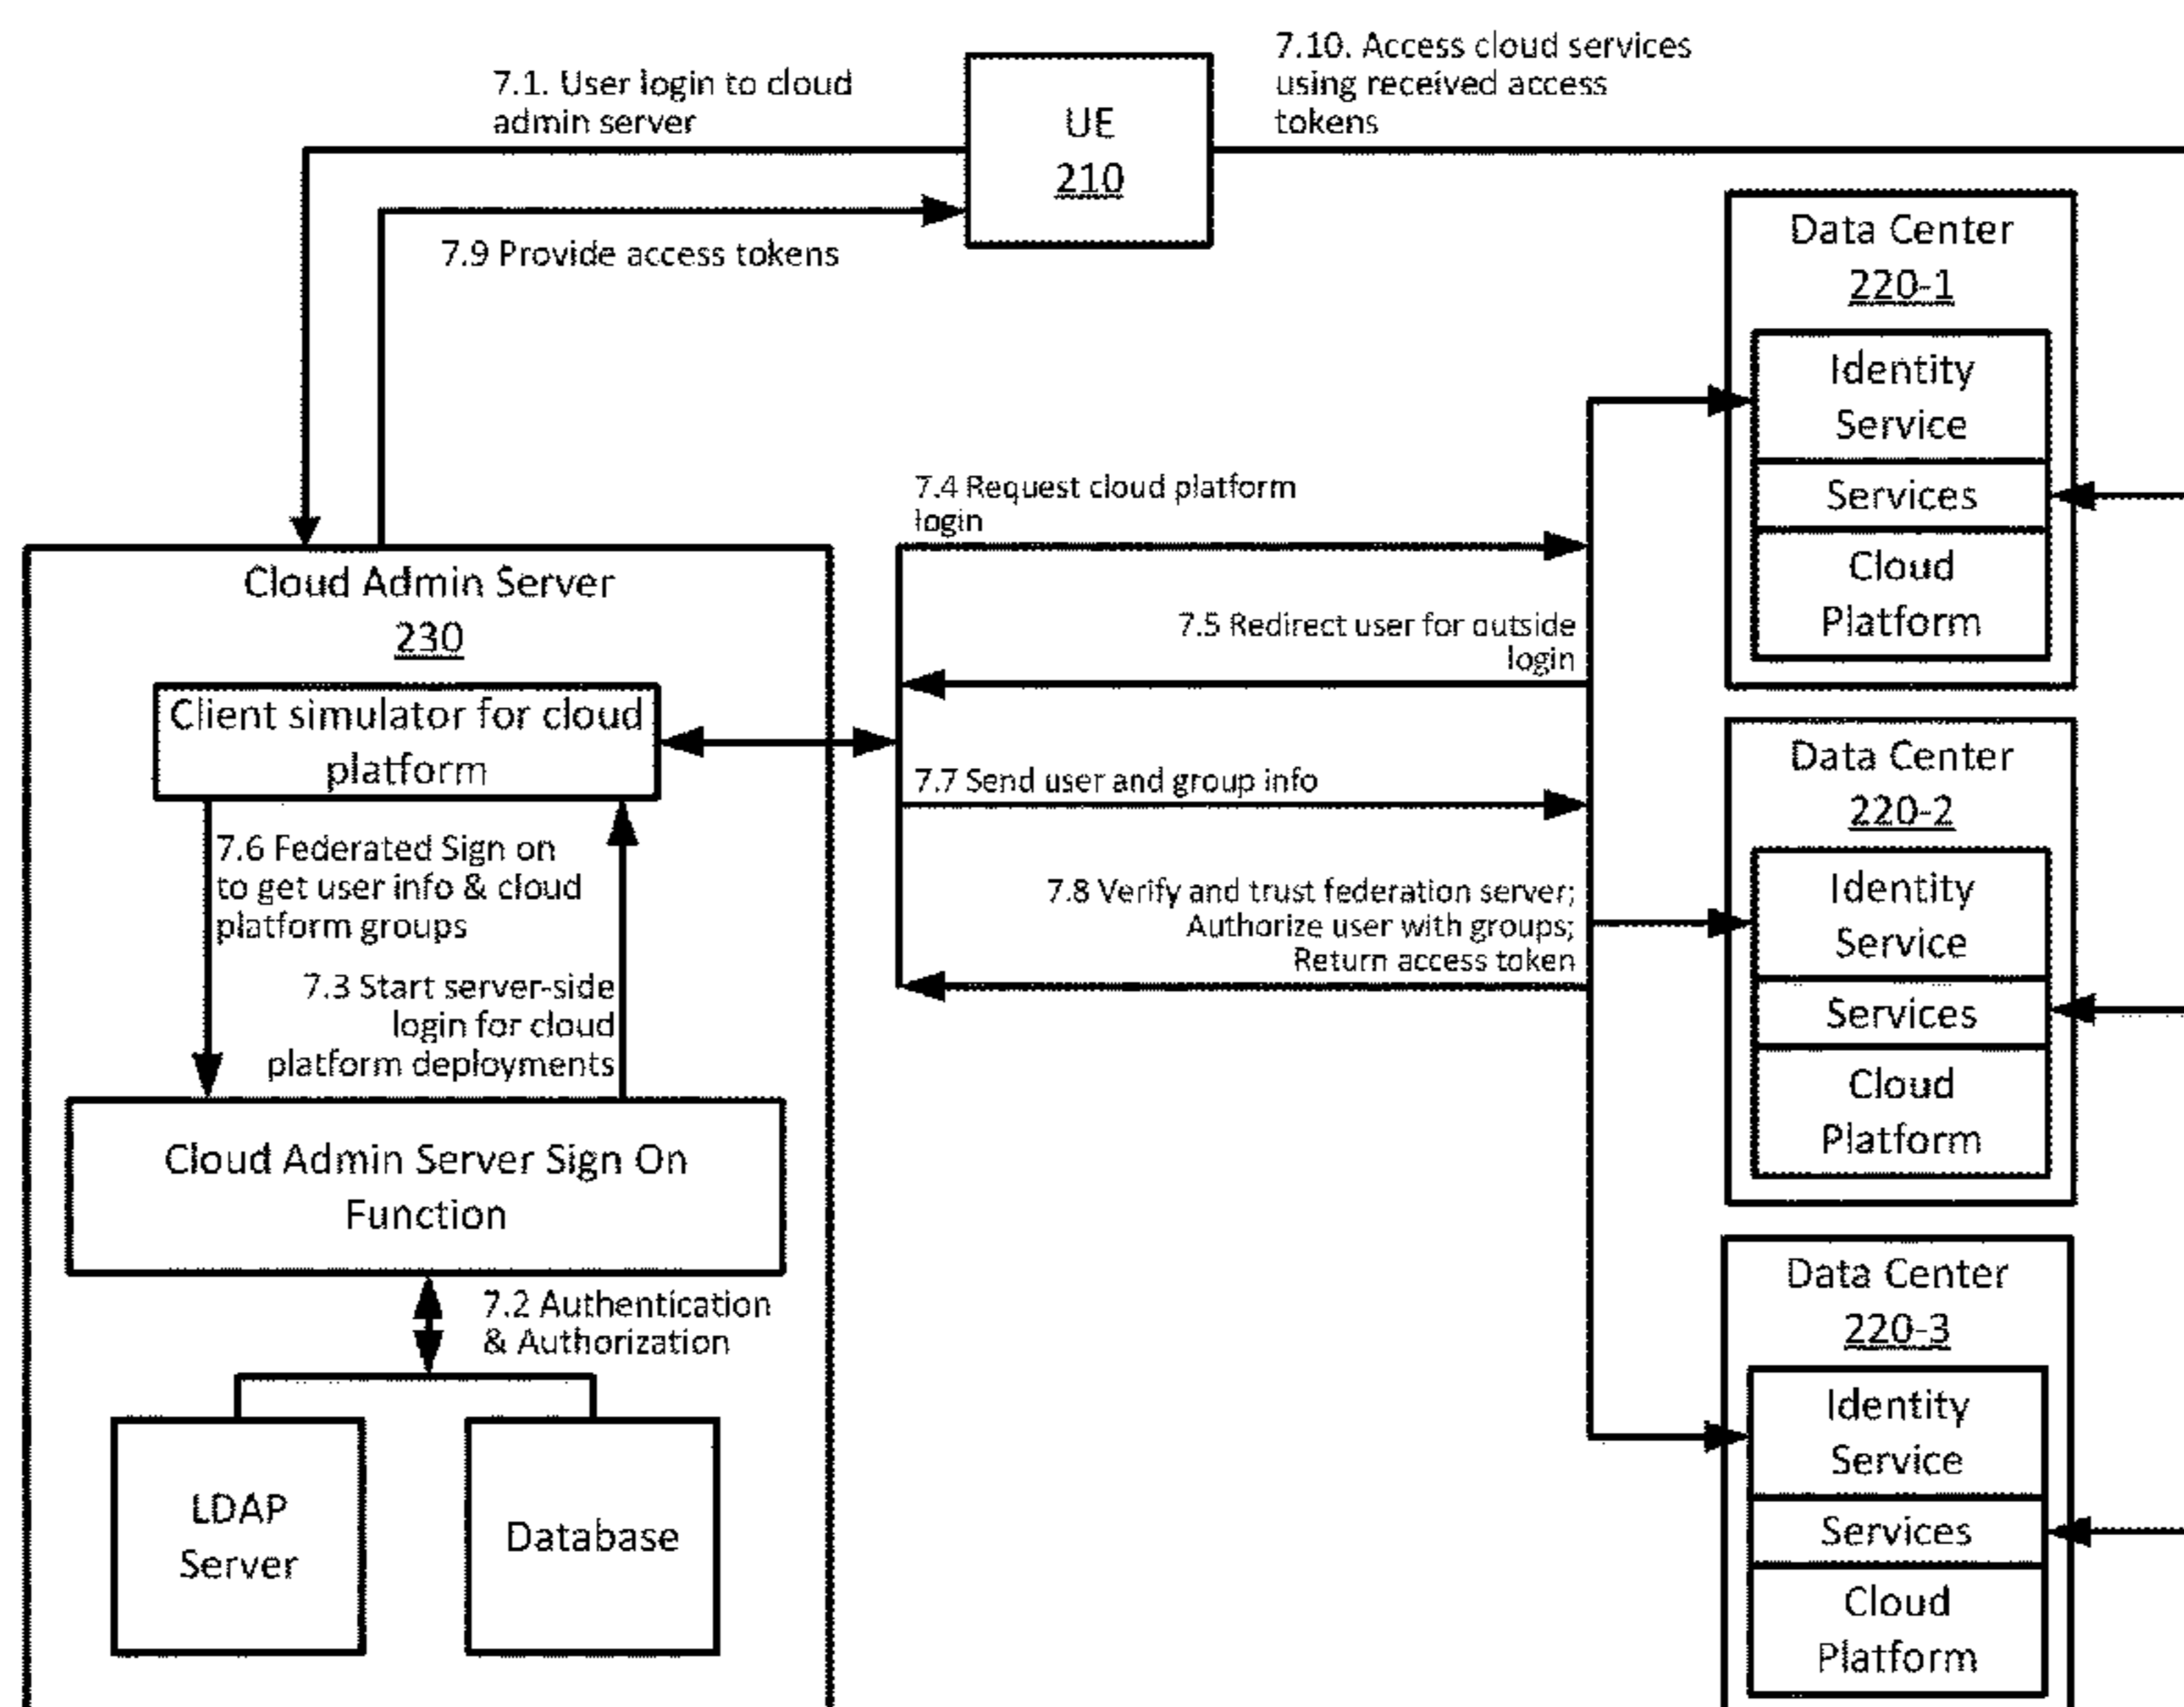 7.1. User login to cloud
admin server
UE
210
7.10. Access cloud services
using received access
tokens
7.9 Provide access tokens
Data Center
220-1
Identity
Service
Services
Cloud
Platform
7.4 Request cloud platform
login
7.5 Redirect user for outside
login
7.7 Send user and group info
7.8 Verify and trust federation server;
Authorize user with groups;
Return access token
Cloud Admin Server
230
Client simulator for cloud
platform
7.6 Federated Sign on
to get user info & cloud
platform groups
7.3 Start server-side
login for cloud
platform deployments
Cloud Admin Server Sign On
Function
7.2 Authentication
& Authorization
LDAP
Server
Database
Data Center
220-2
Identity
Service
Services
Cloud
Platform
Data Center
220-3
Identity
Service
Services
Cloud
Platform